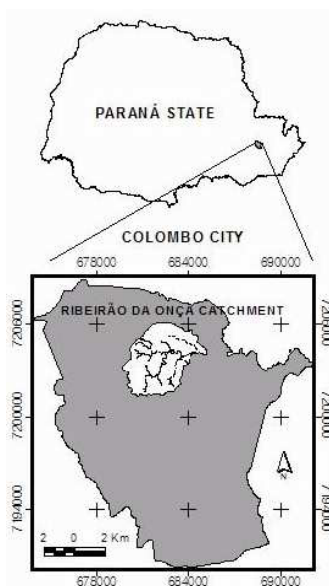 PARANÁ STATE
COLOMBO CITY
678000 684000 690000
RIBEIRÃO DA ONÇA CATCHMENT
7206000
7200000
7194000
N
2 0 2 Km
678000 684000 690000